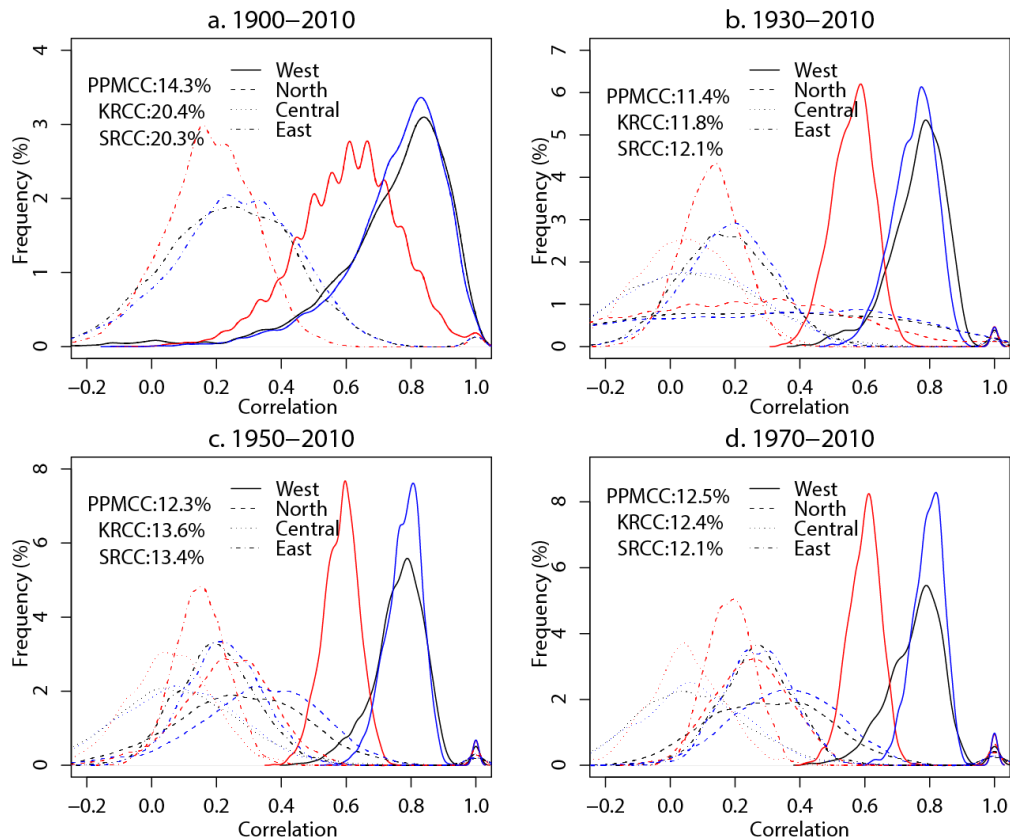 a. 1900−2010
Frequency (%)
0 1 2 3 4
PPMCC:14.3%
KRCC:20.4%
SRCC:20.3%
West
North
Central
East
−0.2 0.0 0.2 0.4 0.6 0.8 1.0
Correlation
b. 1930−2010
Frequency (%)
0 1 2 3 4 5 6 7
PPMCC:11.4%
KRCC:11.8%
SRCC:12.1%
West
North
Central
East
−0.2 0.0 0.2 0.4 0.6 0.8 1.0
Correlation
c. 1950−2010
Frequency (%)
0 2 4 6 8
PPMCC:12.3%
KRCC:13.6%
SRCC:13.4%
West
North
Central
East
−0.2 0.0 0.2 0.4 0.6 0.8 1.0
Correlation
d. 1970−2010
Frequency (%)
0 2 4 6 8
PPMCC:12.5%
KRCC:12.4%
SRCC:12.1%
West
North
Central
East
−0.2 0.0 0.2 0.4 0.6 0.8 1.0
Correlation